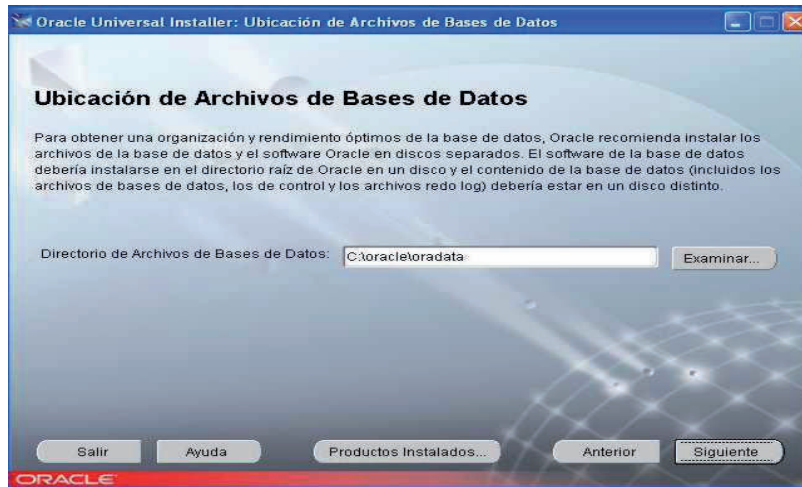 Oracle Universal Installer: Ubicación de Archivos de Bases de Datos
Ubicación de Archivos de Bases de Datos
Para obtener una organización y rendimiento óptimos de la base de datos, Oracle recomienda instalar los
archivos de la base de datos y el software Oracle en discos separados. El software de la base de datos
debería instalarse en el directorio raíz de Oracle en un disco y el contenido de la base de datos (incluidos los
archivos de bases de datos, los de control y los archivos redo log) debería estar en un disco distinto.
Directorio de Archivos de Bases de Datos: C:\oracle\oradata Examinar...
Salir Ayuda Productos Instalados... Anterior Siguiente
ORACLE